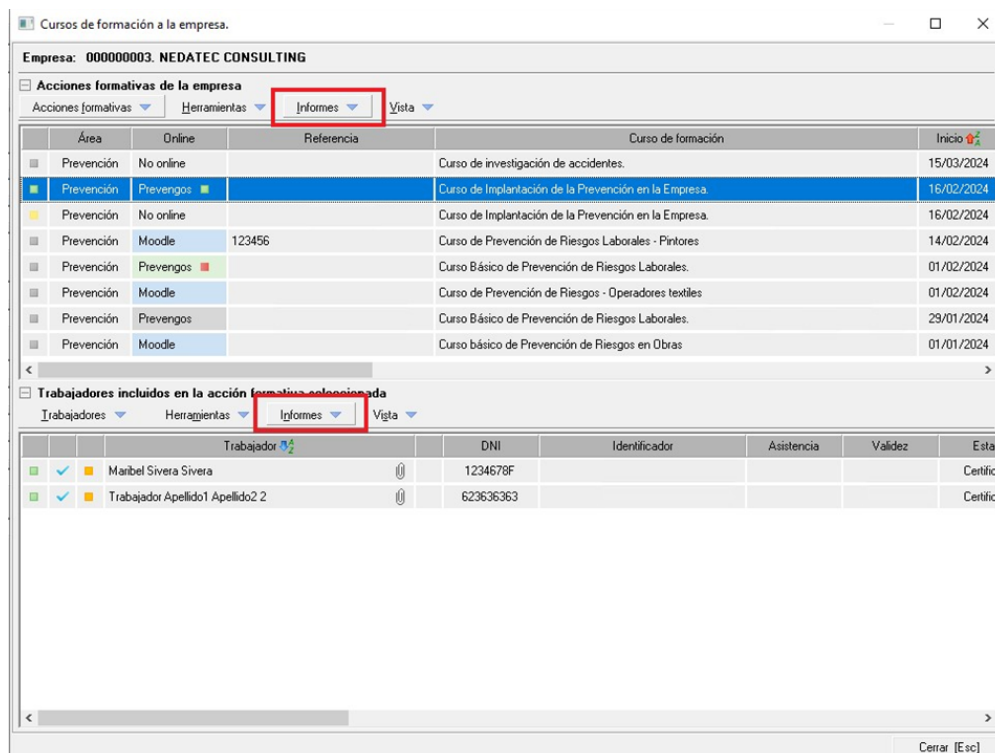 Cursos de formación a la empresa.
Empresa: 000000003. NEDATEC CONSULTING
Acciones formativas de la empresa
Acciones formativas Herramientas Informes Vista
Área Online Referencia Curso de formación Inicio
Prevención No online Curso de investigación de accidentes. 15/03/2024
Prevención Prevengos Curso de Implantación de la Prevención en la Empresa. 16/02/2024
Prevención No online Curso de Implantación de la Prevención en la Empresa. 16/02/2024
Prevención Moodle 123456 Curso de Prevención de Riesgos Laborales - Pintores 14/02/2024
Prevención Prevengos Curso Básico de Prevención de Riesgos Laborales. 01/02/2024
Prevención Moodle Curso de Prevención de Riesgos - Operadores textiles 01/02/2024
Prevención Prevengos Curso Básico de Prevención de Riesgos Laborales. 29/01/2024
Prevención Moodle Curso básico de Prevención de Riesgos en Obras 01/01/2024
Trabajadores incluidos en la acción formativa seleccionada
Trabajadores Herramientas Informes Vista
Trabajador DNI Identificador Asistencia Validez Esta
Maribel Sivera Sivera 1234678F Certific
Trabajador Apellido1 Apellido2 2 623636363 Certific
Cerrar [Esc]